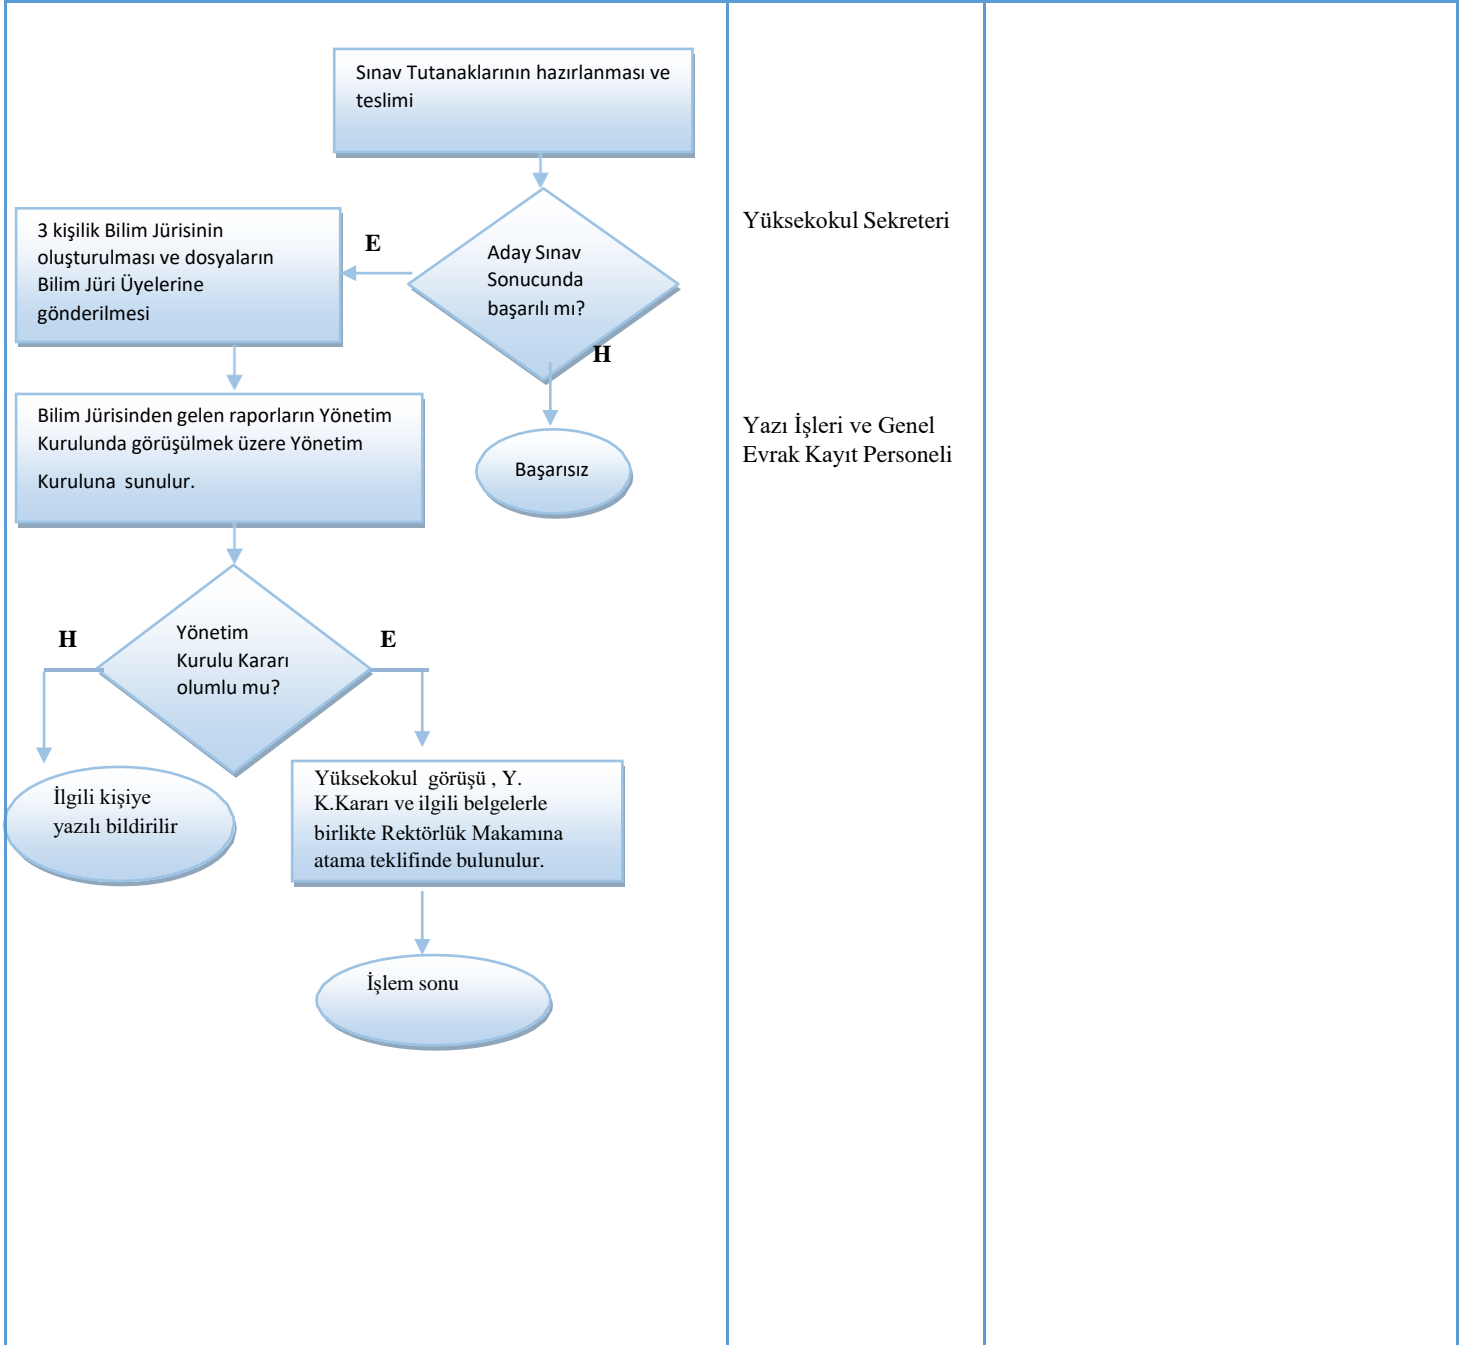 Sınav Tutanaklarının hazırlanması ve
teslimi
3 kişilik Bilim Jürisinin
oluşturulması ve dosyaların
Bilim Jüri Üyelerine
gönderilmesi
E
Aday Sınav
Sonucunda
başarılı mı?
H
Yüksekokul Sekreteri
Bilim Jürisinden gelen raporların Yönetim
Kurulunda görüşülmek üzere Yönetim
Kuruluna sunulur.
Başarısız
Yazı İşleri ve Genel
Evrak Kayıt Personeli
H
Yönetim
Kurulu Kararı
olumlu mu?
E
İlgili kişiye
yazılı bildirilir
Yüksekokul görüşü , Y.
K.Kararı ve ilgili belgelerle
birlikte Rektörlük Makamına
atama teklifinde bulunulur.
İşlem sonu